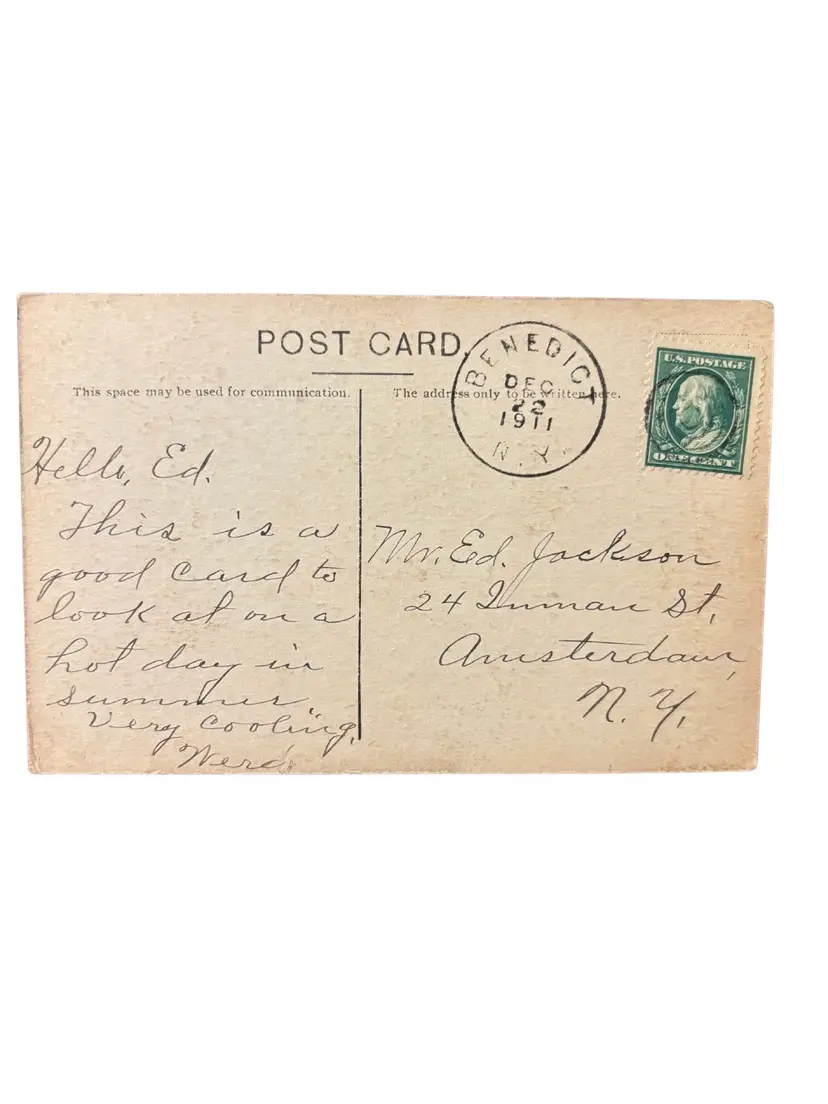 POST CARD.
BENEDICT
DEC
22
1911
N.Y.
U.S.POSTAGE
ONE CENT
This space may be used for communication.
The address only to be written here.
Hello, Ed.
This is a
good card to
look at on a
hot day in
summer
Very cooling,
Mr. Ed. Jackson
24 Inman St,
Amsterdam,
N.Y,